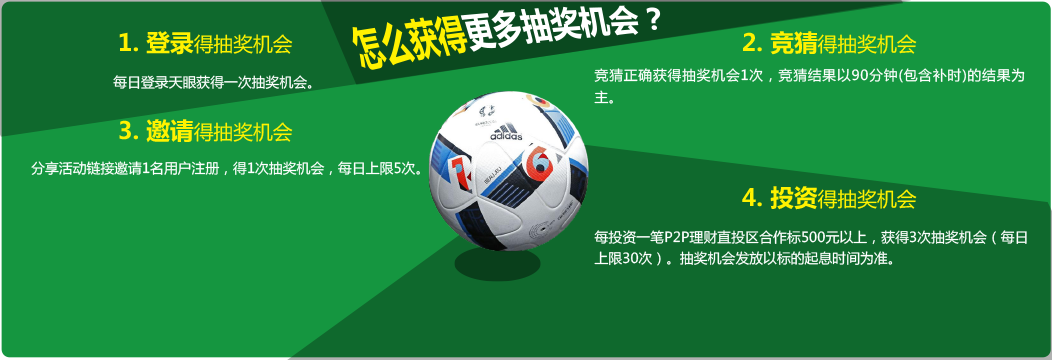 怎么获得更多抽奖机会？
1. 登录得抽奖机会
每日登录天眼获得一次抽奖机会。
2. 竞猜得抽奖机会
竞猜正确获得抽奖机会1次，竞猜结果以90分钟(包含补时)的结果为
主。
3. 邀请得抽奖机会
分享活动链接邀请1名用户注册，得1次抽奖机会，每日上限5次。
4. 投资得抽奖机会
每投资一笔P2P理财直投区合作标500元以上，获得3次抽奖机会（每日
上限30次）。抽奖机会发放以标的起息时间为准。
adidas
BEAU JEU
1
6